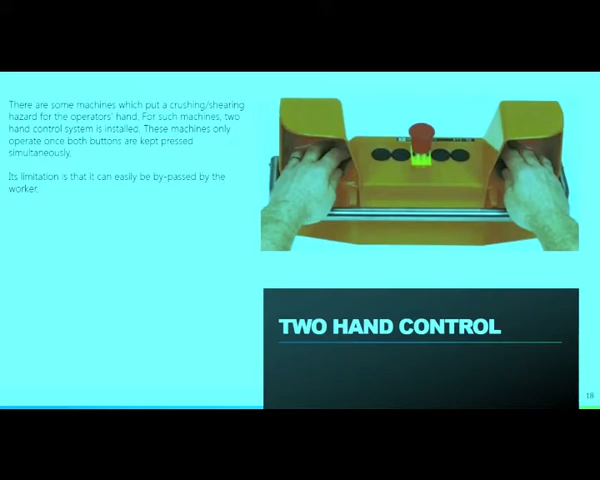 There are some machines which put a crushing/shearing
hazard for the operators' hand. For such machines, two
hand control system is installed. These machines only
operate once both buttons are kept pressed
simultaneously.
Its limitation is that it can easily be by-passed by the
worker.
TWO HAND CONTROL
18